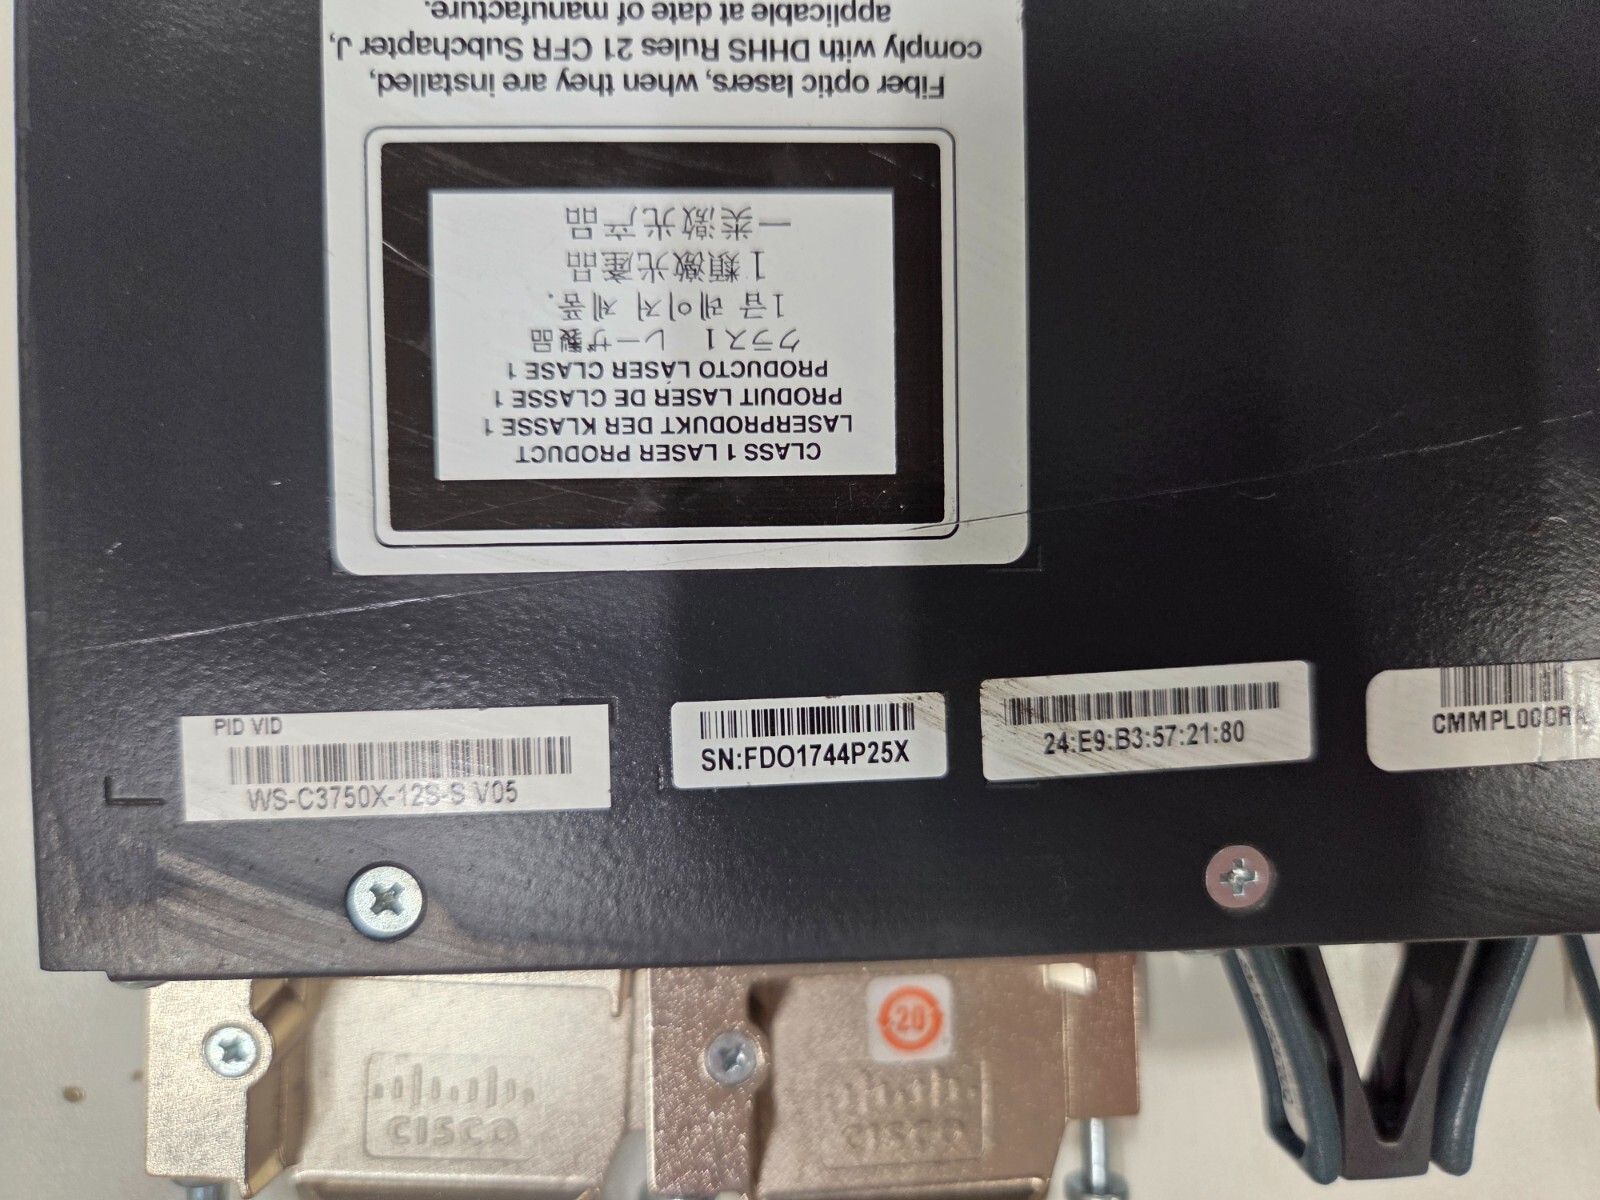 Fiber optic lasers, when they are installed,
comply with DHHS Rules 21 CFR Subchapter J,
applicable at date of manufacture.
CLASS 1 LASER PRODUCT
LASERPRODUKT DER KLASSE 1
PRODUIT LASER DE CLASSE 1
PRODUCTO LÁSER CLASE 1
クラス1 レーザ製品
1급 레이저 제품.
1類激光產品
一类激光产品
PID VID
WS-C3750X-12S-S V05
SN:FDO1744P25X
24:E9:B3:57:21:80
CMMPL00DRA
20
CISCO
CISCO